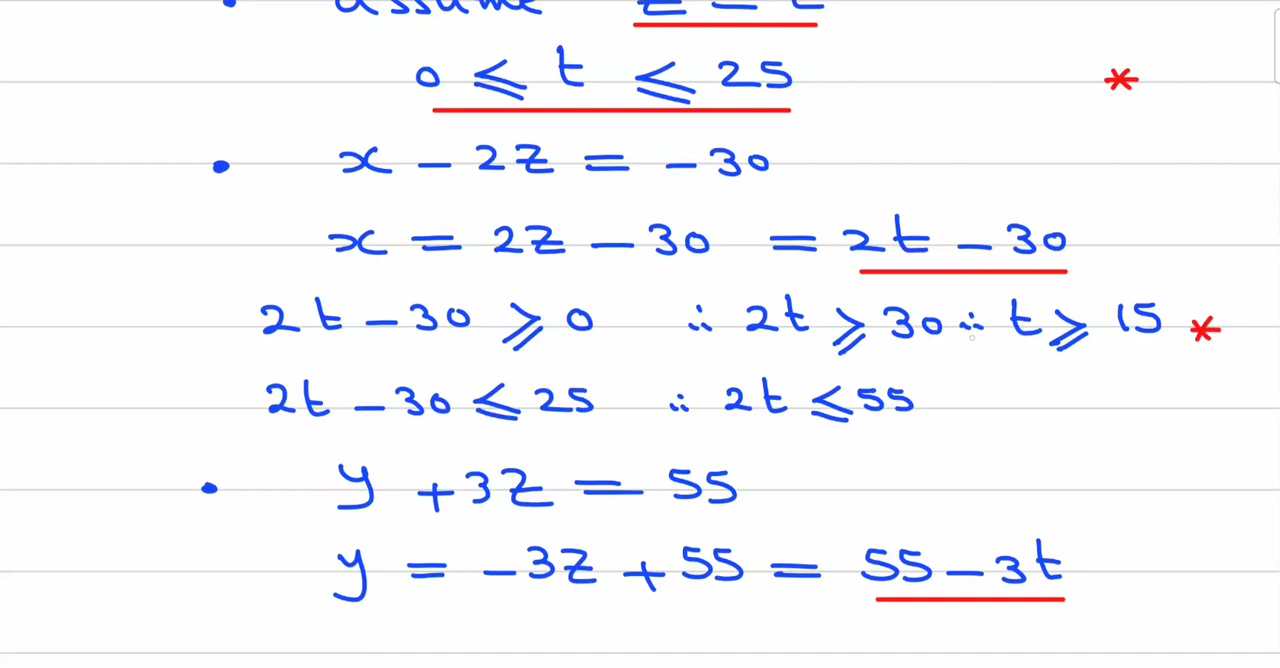 • assume z = t
0 ⩽ t ⩽ 25 *
• x - 2z = -30
x = 2z - 30 = 2t - 30
2t - 30 ⩾ 0 ∴ 2t ⩾ 30 ∴ t ⩾ 15 *
2t - 30 ⩽ 25 ∴ 2t ⩽ 55
• y + 3z = 55
y = -3z + 55 = 55 - 3t